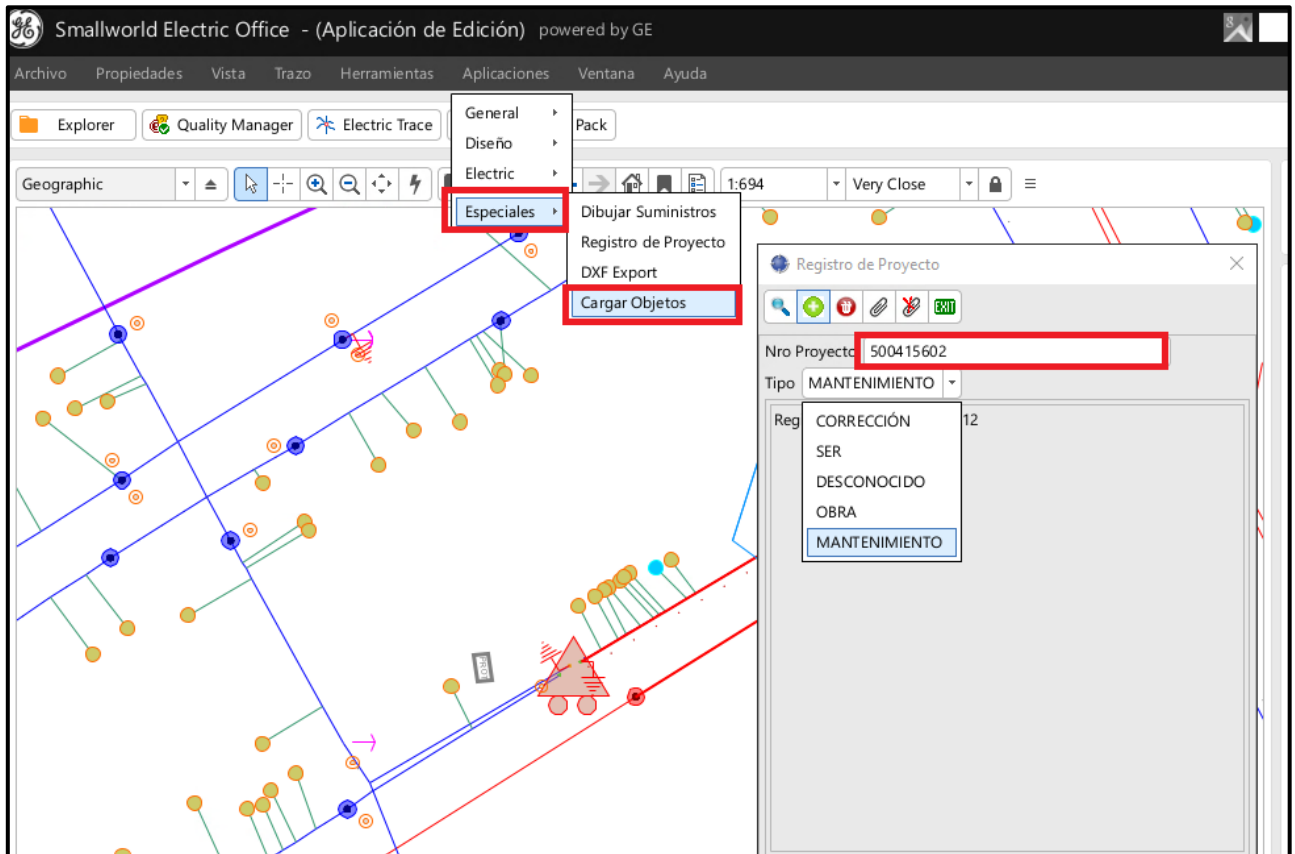 Smallworld Electric Office - (Aplicación de Edición) powered by GE
Archivo Propiedades Vista Trazo Herramientas Aplicaciones Ventana Ayuda
Explorer Quality Manager Electric Trace Pack
General
Diseño
Electric
Especiales
Geographic 1:694 Very Close
Dibujar Suministros
Registro de Proyecto
DXF Export
Cargar Objetos
Registro de Proyecto
EXIT
Nro Proyecto 500415602
Tipo MANTENIMIENTO
Reg 12
CORRECCIÓN
SER
DESCONOCIDO
OBRA
MANTENIMIENTO